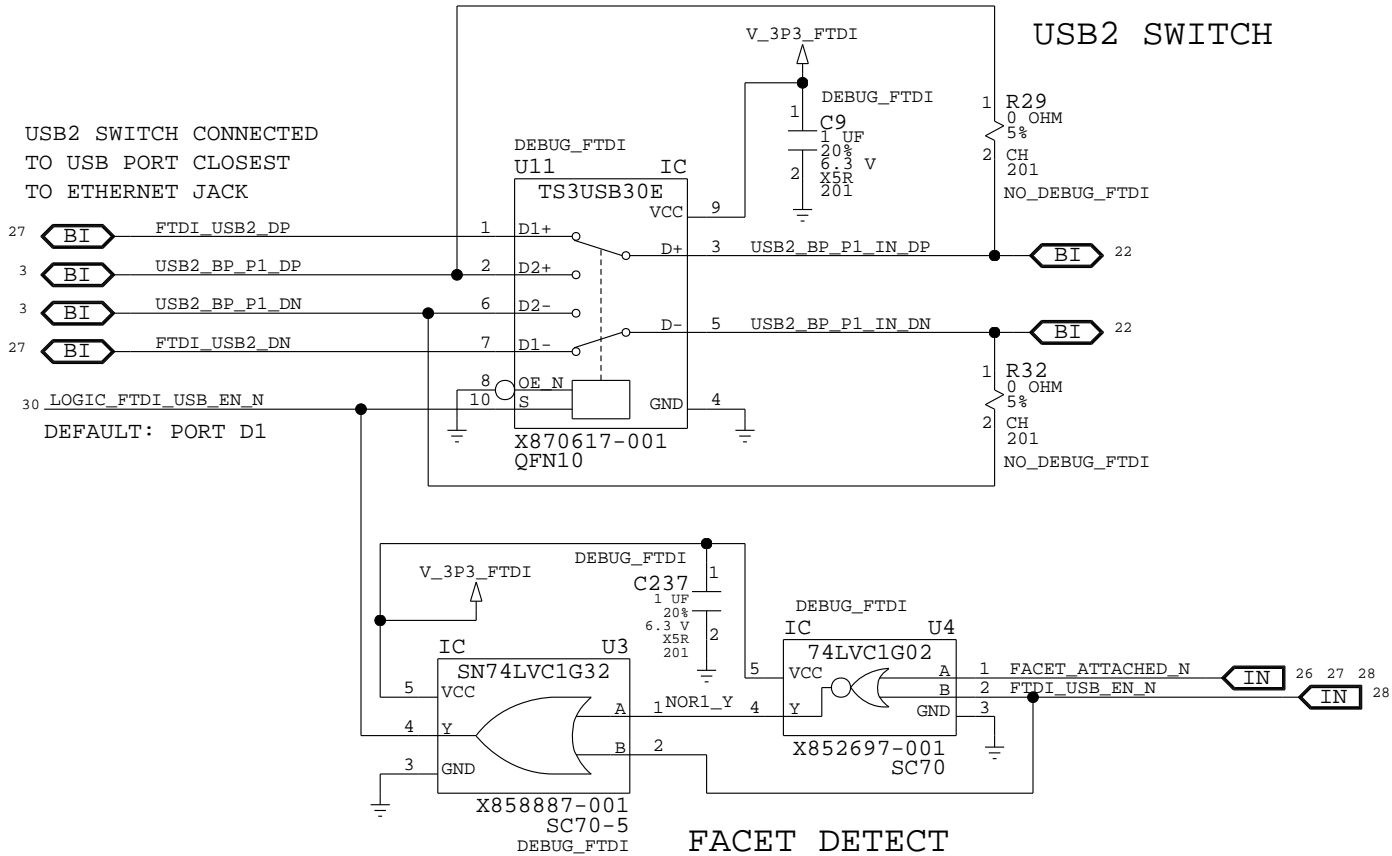 USB2 SWITCH
V_3P3_FTDI
DEBUG_FTDI
1
C9
1 UF
20%
6.3 V
X5R
201
2
1
R29
0 OHM
5%
2
CH
201
NO_DEBUG_FTDI
USB2 SWITCH CONNECTED
TO USB PORT CLOSEST
TO ETHERNET JACK
DEBUG_FTDI
U11 IC
TS3USB30E
VCC 9
27 BI FTDI_USB2_DP 1 D1+
D+ 3 USB2_BP_P1_IN_DP BI 22
3 BI USB2_BP_P1_DP 2 D2+
3 BI USB2_BP_P1_DN 6 D2-
D- 5 USB2_BP_P1_IN_DN BI 22
27 BI FTDI_USB2_DN 7 D1-
8 OE_N
30 LOGIC_FTDI_USB_EN_N 10 S
GND 4
DEFAULT: PORT D1
X870617-001
QFN10
1
R32
0 OHM
5%
2
CH
201
NO_DEBUG_FTDI
DEBUG_FTDI
V_3P3_FTDI
1
C237
1 UF
20%
6.3 V
X5R
201
2
DEBUG_FTDI
IC U4
74LVC1G02
5 VCC
A 1 FACET_ATTACHED_N IN 26 27 28
B 2 FTDI_USB_EN_N IN 28
4 Y
GND 3
X852697-001
SC70
IC U3
SN74LVC1G32
5 VCC
A 1 NOR1_Y
4 Y
B 2
3 GND
X858887-001
SC70-5
DEBUG_FTDI
FACET DETECT